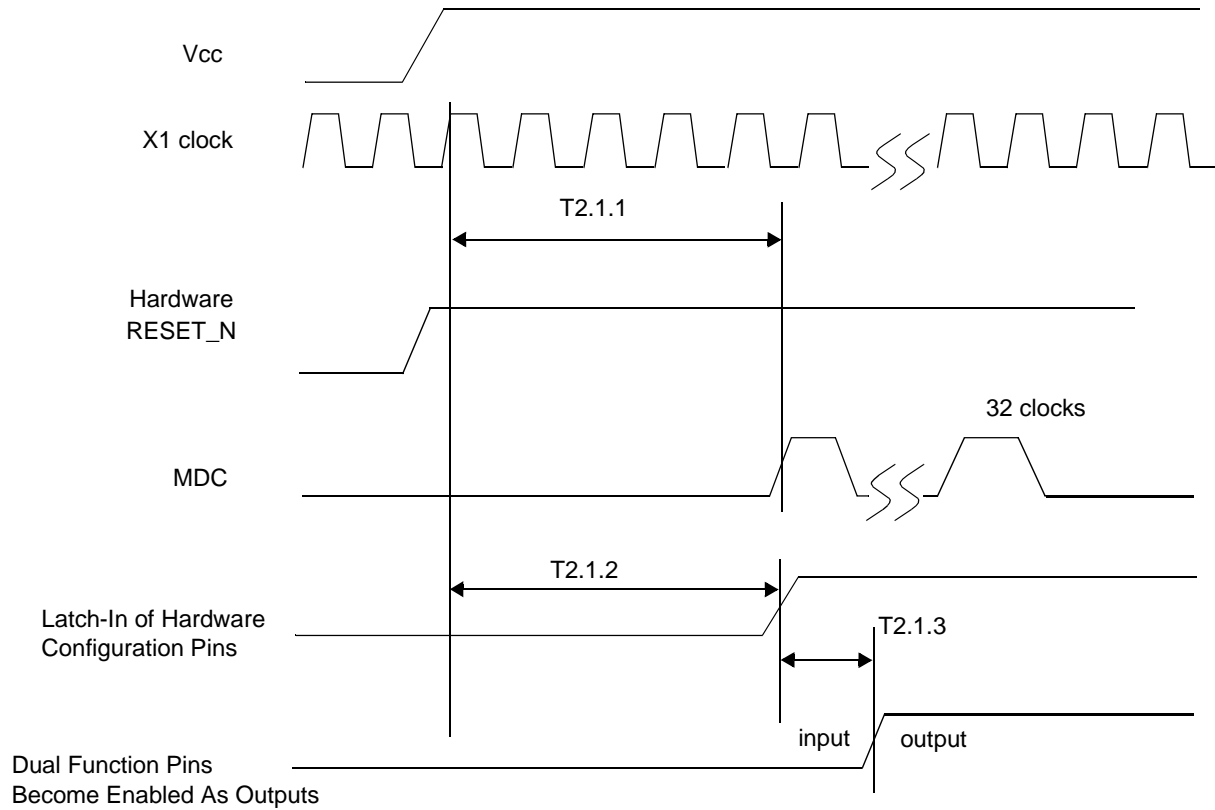 Vcc
X1 clock
T2.1.1
Hardware
RESET_N
32 clocks
MDC
T2.1.2
Latch-In of Hardware
Configuration Pins
T2.1.3
input
output
Dual Function Pins
Become Enabled As Outputs